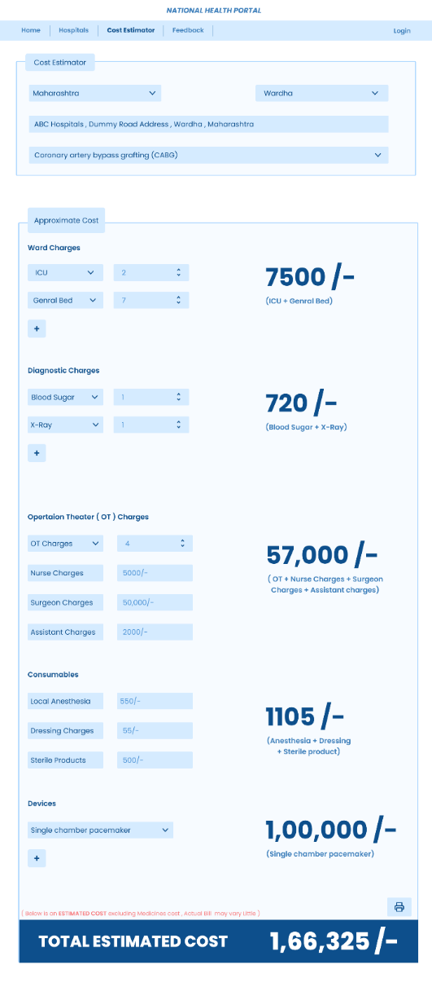 NATIONAL HEALTH PORTAL
Home Hospitals Cost Estimator Feedback Login
Cost Estimator
Maharashtra Wardha
ABC Hospitals , Dummy Road Address , Wardha , Maharashtra
Coronary artery bypass grafting (CABG)
Approximate Cost
Ward Charges
ICU 2
7500 /-
Genral Bed 7
(ICU + Genral Bed)
+
Diagnostic Charges
Blood Sugar 1
720 /-
X-Ray 1
(Blood Sugar + X-Ray)
+
Opertaion Theater ( OT ) Charges
OT Charges 4
57,000 /-
Nurse Charges 5000/-
( OT + Nurse Charges + Surgeon
Charges + Assistant charges)
Surgeon Charges 50,000/-
Assistant Charges 2000/-
Consumables
Local Anesthesia 550/-
1105 /-
Dressing Charges 55/-
(Anesthesia + Dressing
+ Sterile product)
Sterile Products 500/-
Devices
Single chamber pacemaker
1,00,000 /-
(Single chamber pacemaker)
+
( Below is an ESTIMATED COST excluding Medicines cost , Actual Bill may vary Little )
TOTAL ESTIMATED COST 1,66,325 /-